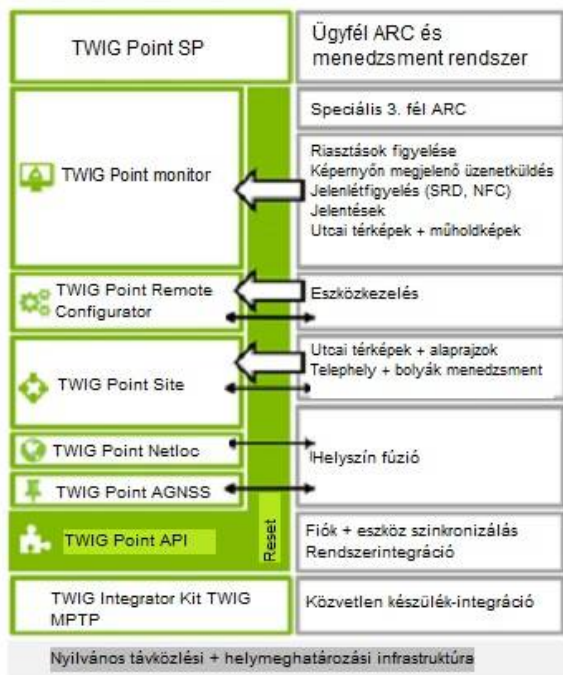 TWIG Point SP
Ügyfél ARC és
menedzsment rendszer
Speciális 3. fél ARC
TWIG Point monitor
Riasztások figyelése
Képernyőn megjelenő üzenetküldés
Jelenlétfigyelés (SRD, NFC)
Jelentések
Utcai térképek + műholdképek
TWIG Point Remote
Configurator
Eszközkezelés
TWIG Point Site
Utcai térképek + alaprajzok
Telephely + bolyák menedzsment
TWIG Point Netloc
TWIG Point AGNSS
Helyszín fúzió
TWIG Point API
Reset
Fiók + eszköz szinkronizálás
Rendszerintegráció
TWIG Integrator Kit TWIG
MPTP
Közvetlen készülék-integráció
Nyilvános távközlési + helymeghatározási infrastruktúra